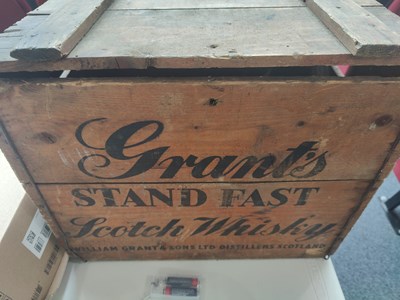 Grant's
STAND FAST
Scotch Whisky
WILLIAM GRANT & SONS LTD DISTILLERS SCOTLAND